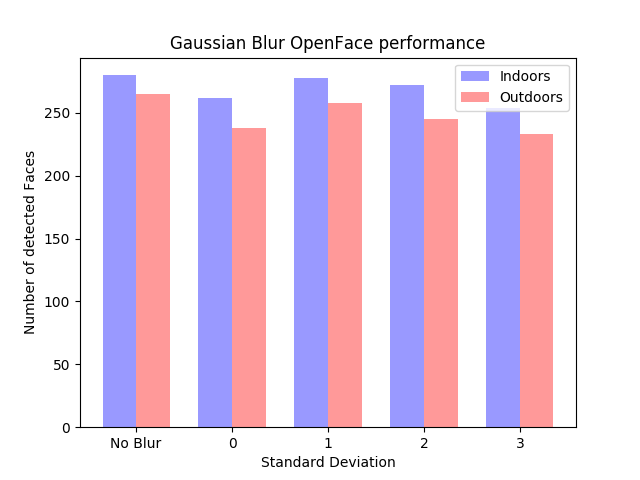 Gaussian Blur OpenFace performance
Indoors
Outdoors
Number of detected Faces
250
200
150
100
50
0
No Blur 0 1 2 3
Standard Deviation